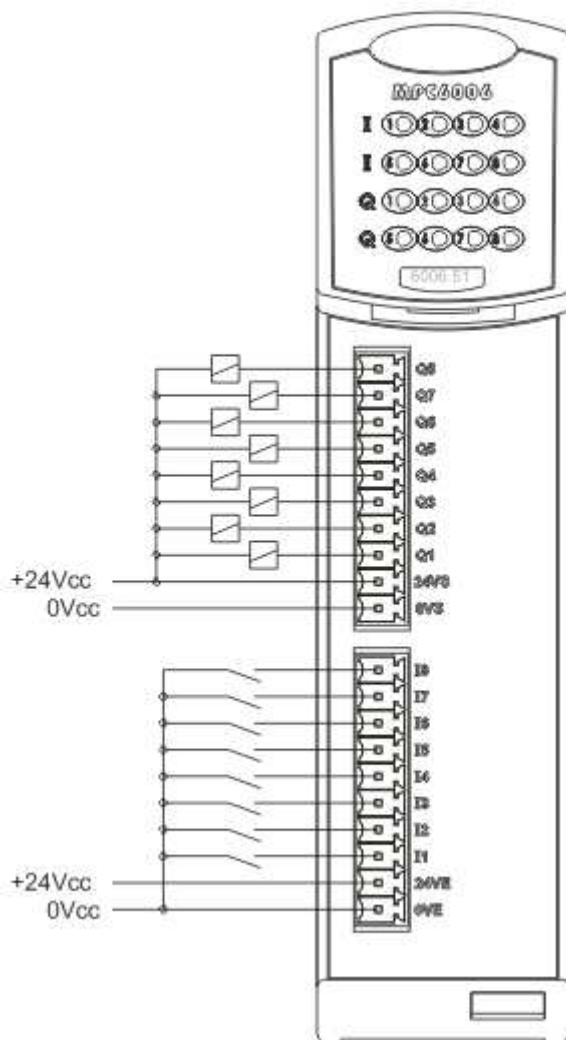 MPC6006
I 1 2 3 4
I 5 6 7 8
Q 1 2 3 4
Q 5 6 7 8
6006.51
Q8
Q7
Q6
Q5
Q4
Q3
Q2
Q1
+24Vcc 24VS
0Vcc 0VS
I8
I7
I6
I5
I4
I3
I2
I1
+24Vcc 24VE
0Vcc 0VE